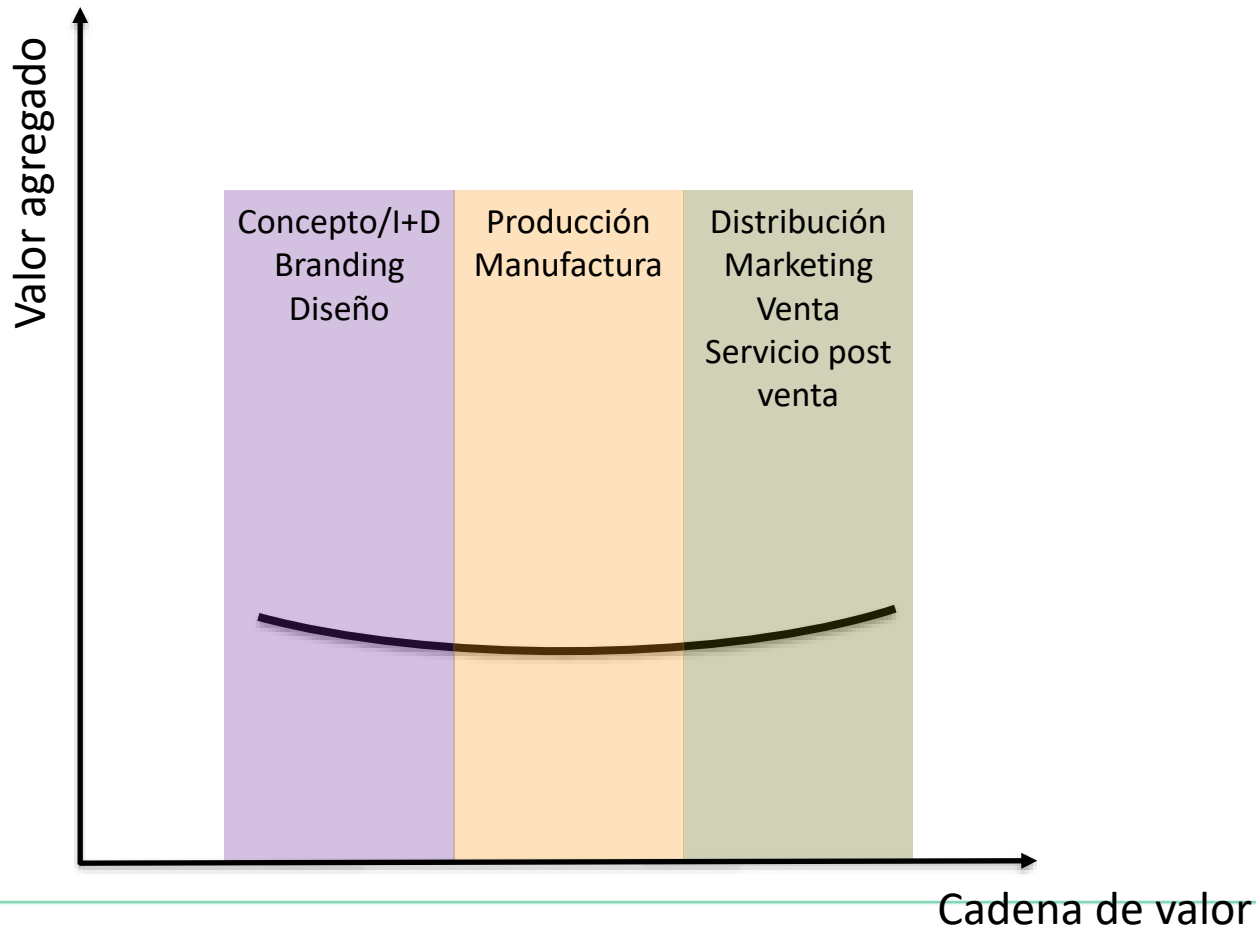 Valor agregado
Concepto/I+D
Branding
Diseño
Producción
Manufactura
Distribución
Marketing
Venta
Servicio post
venta
Cadena de valor